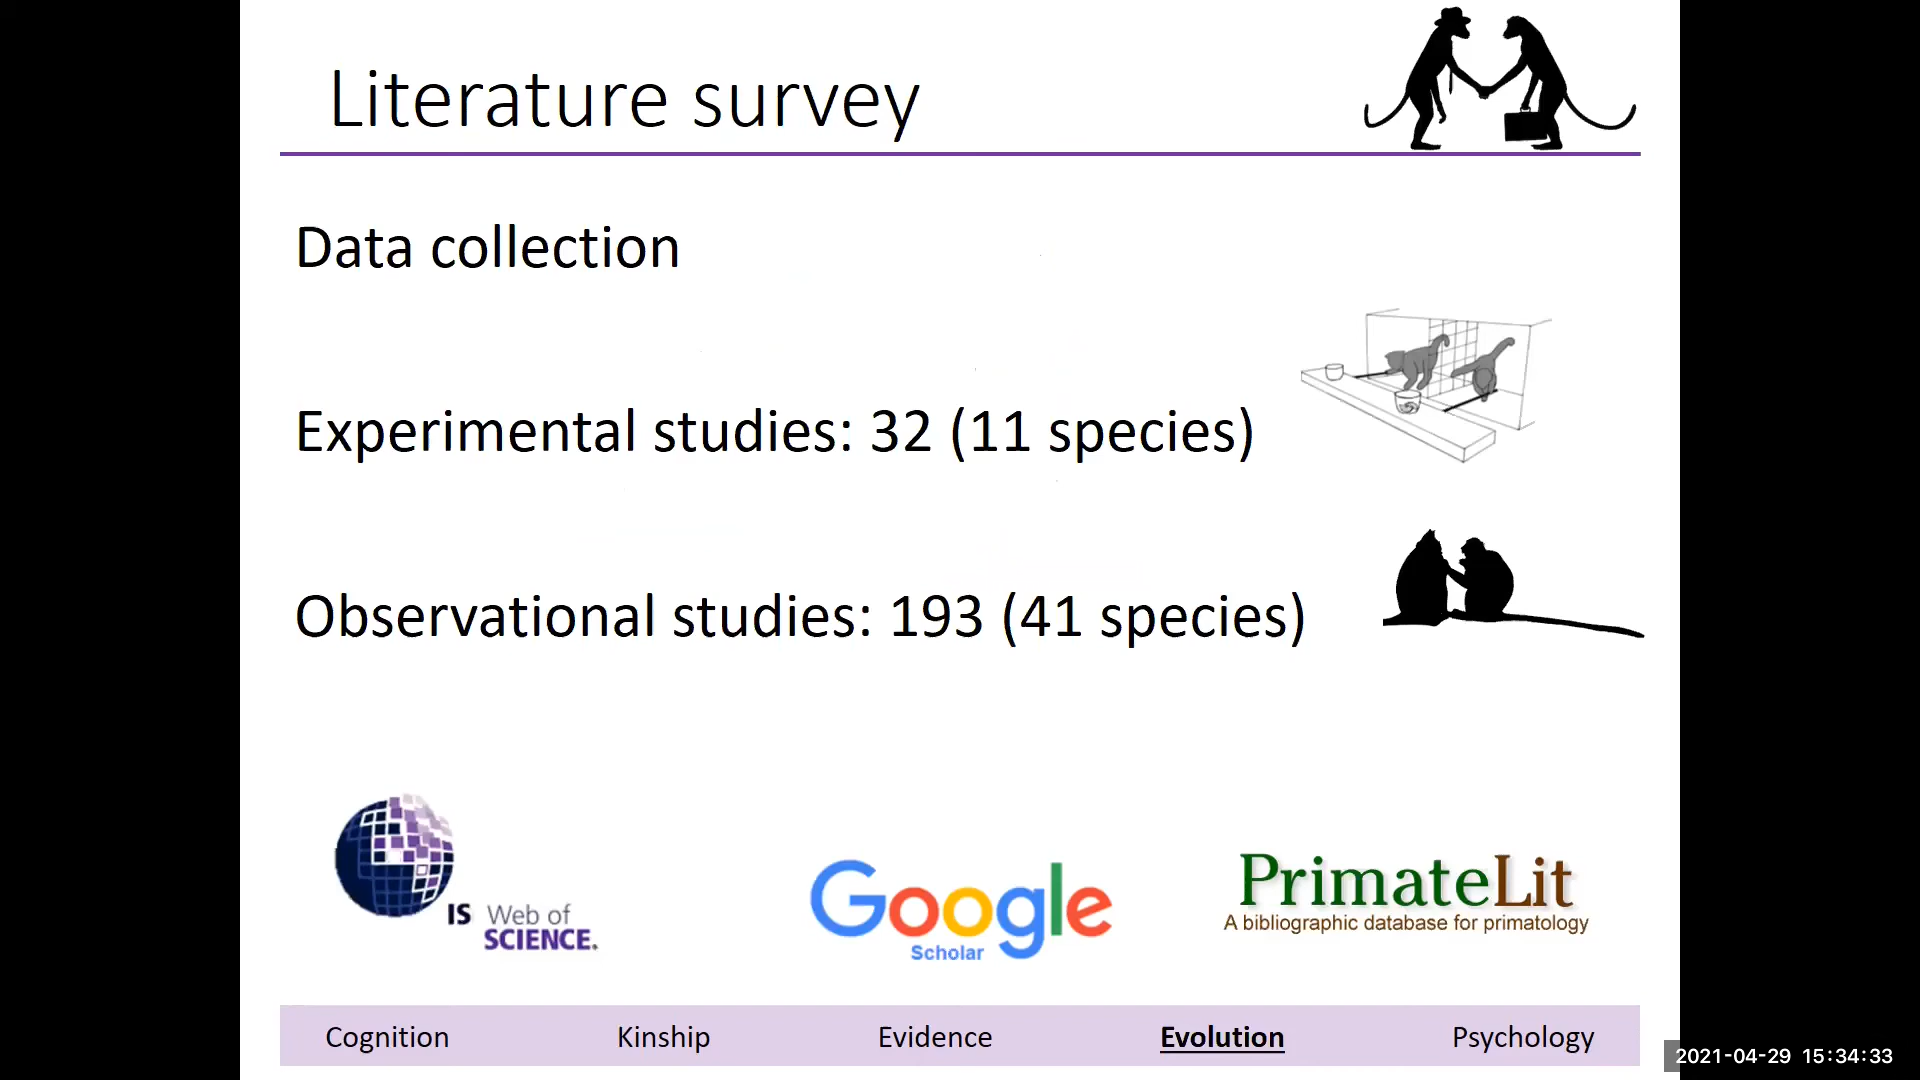 Literature survey
Data collection
Experimental studies: 32 (11 species)
Observational studies: 193 (41 species)
IS Web of
SCIENCE.
Google
Scholar
PrimateLit
A bibliographic database for primatology
Cognition Kinship Evidence Evolution Psychology
2021-04-29 15:34:33